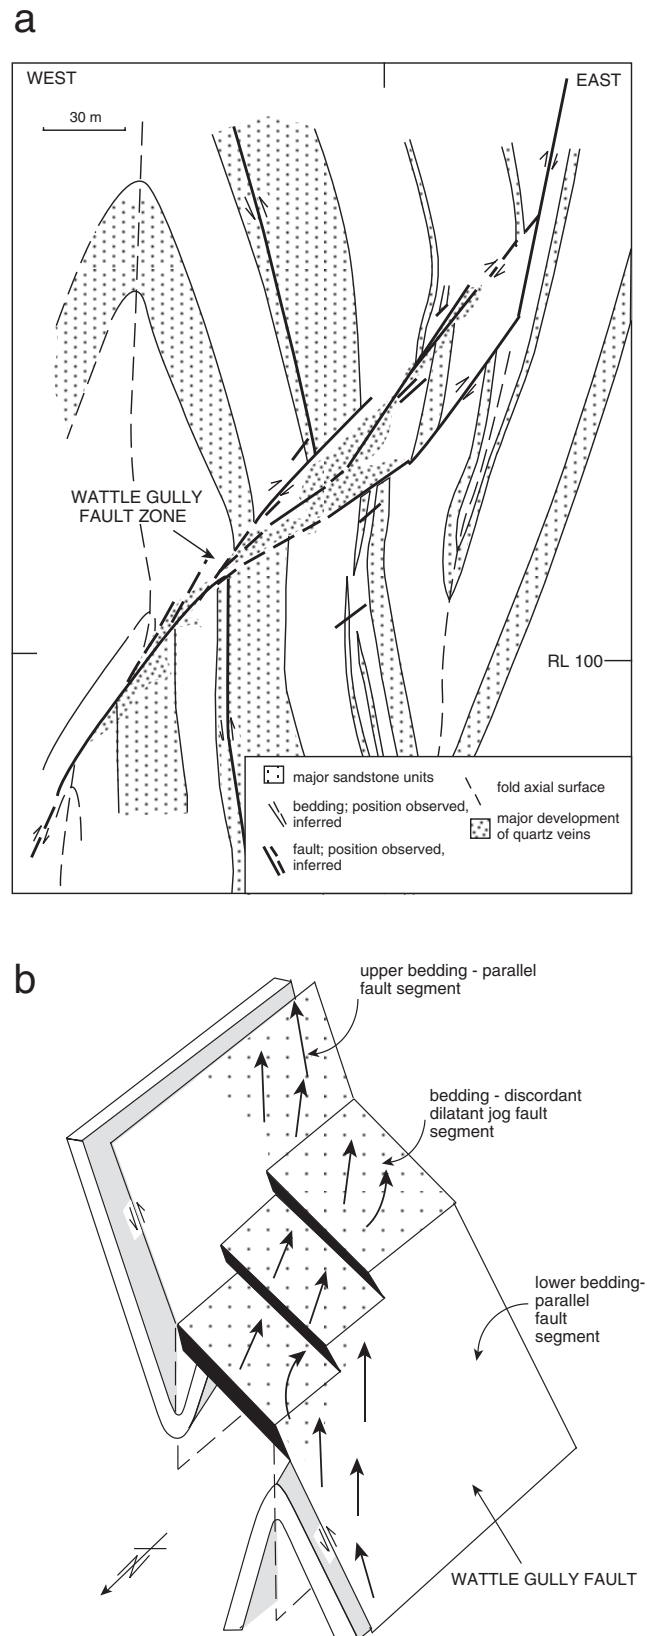 a
WEST
EAST
30 m
WATTLE GULLY
FAULT ZONE
RL 100
major sandstone units
bedding; position observed,
inferred
fault; position observed,
inferred
fold axial surface
major development
of quartz veins
b
upper bedding - parallel
fault segment
bedding - discordant
dilatant jog fault
segment
lower bedding-
parallel
fault
segment
WATTLE GULLY FAULT